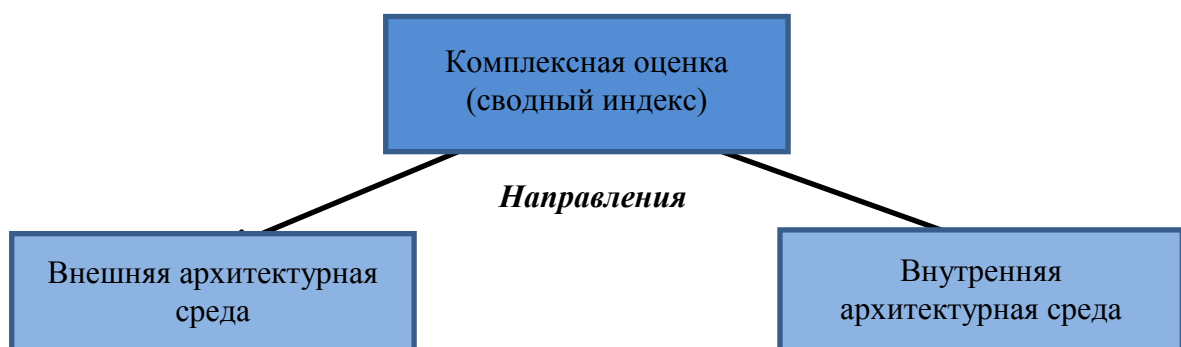 Комплексная оценка
(сводный индекс)
Направления
Внешняя архитектурная
среда
Внутренняя
архитектурная среда